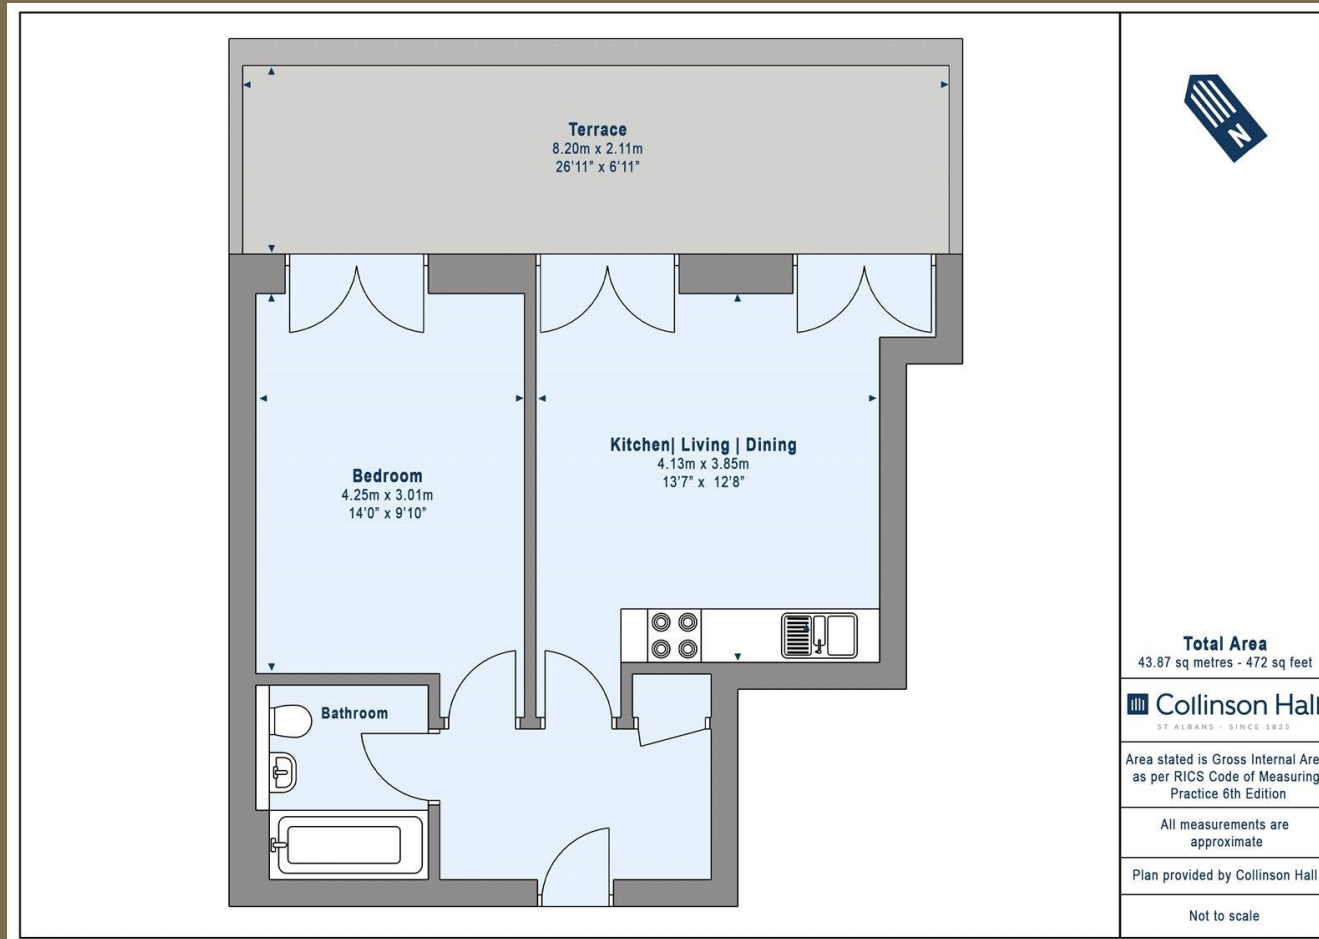 Terrace
8.20m x 2.11m
26'11" x 6'11"
N
Kitchen| Living | Dining
4.13m x 3.85m
13'7" x 12'8"
Bedroom
4.25m x 3.01m
14'0" x 9'10"
Bathroom
Total Area
43.87 sq metres - 472 sq feet
Collinson Hall
ST ALBANS - SINCE 1825
Area stated is Gross Internal Are
as per RICS Code of Measuring
Practice 6th Edition
All measurements are
approximate
Plan provided by Collinson Hall
Not to scale